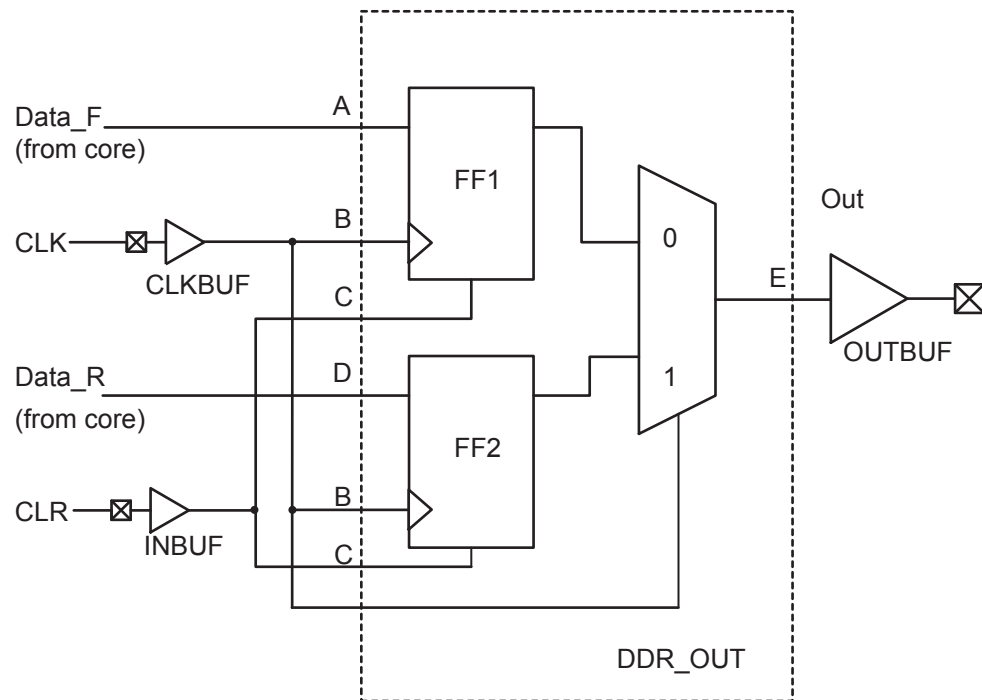 Data_F
(from core)
A
FF1
Out
CLK
CLKBUF
B
0
C
E
OUTBUF
Data_R
(from core)
D
1
FF2
CLR
INBUF
B
C
DDR_OUT